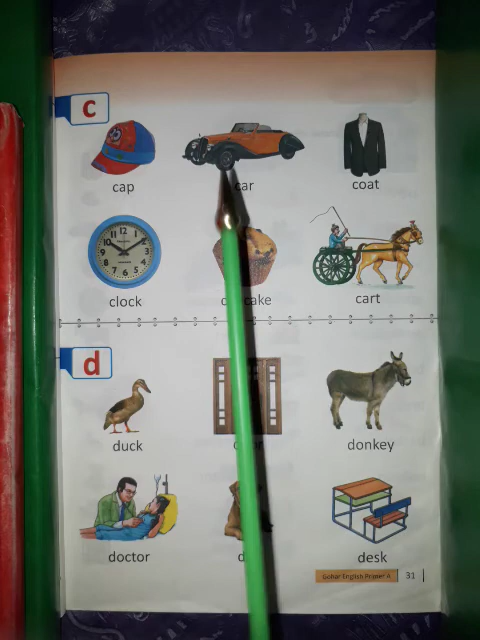 c
cap car coat
clock cake cart
d
duck donkey
doctor desk
Gohar English Primer A 31